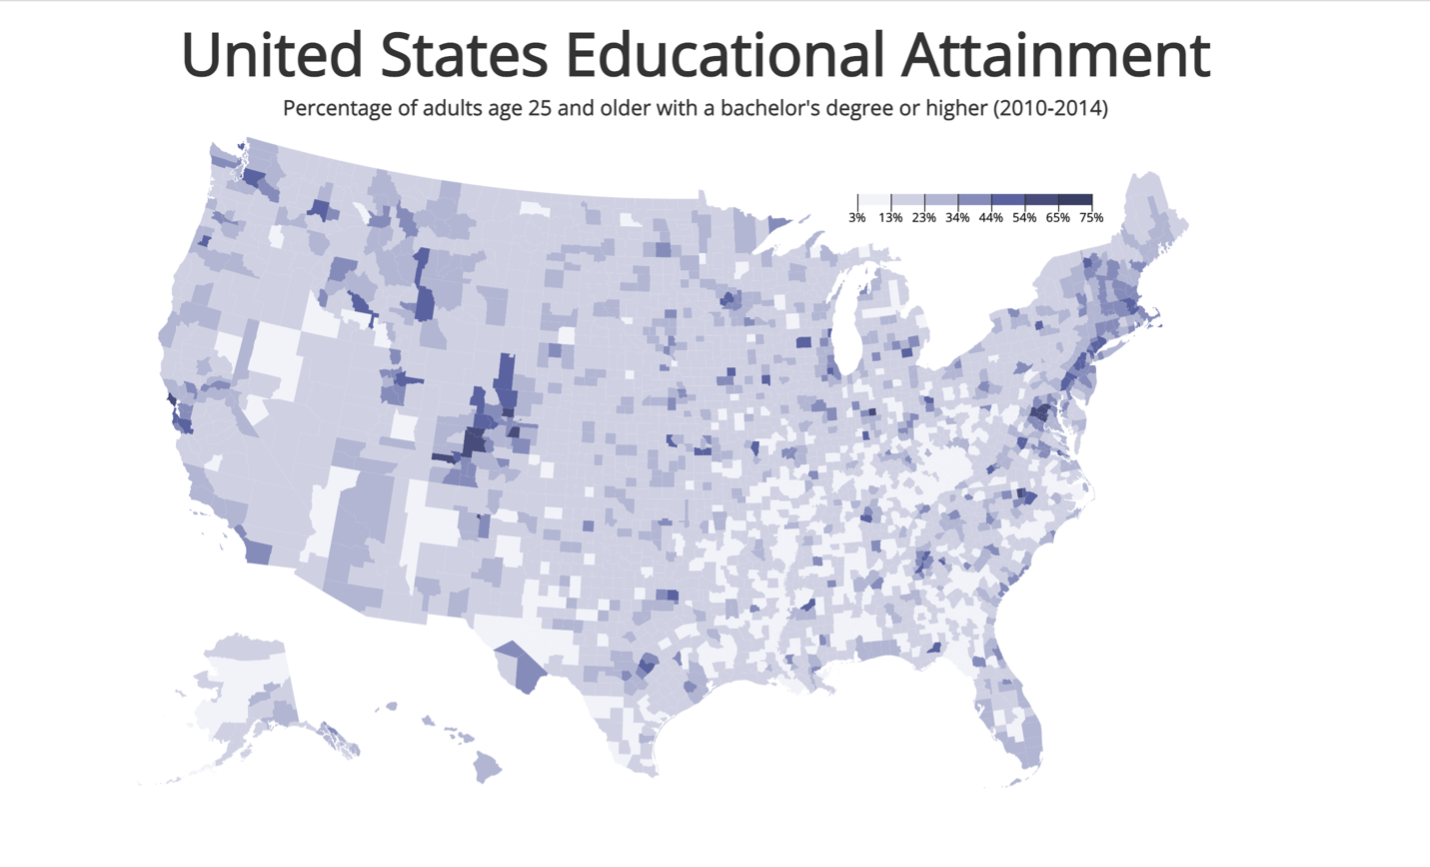 United States Educational Attainment
Percentage of adults age 25 and older with a bachelor's degree or higher (2010-2014)
3% 13% 23% 34% 44% 54% 65% 75%